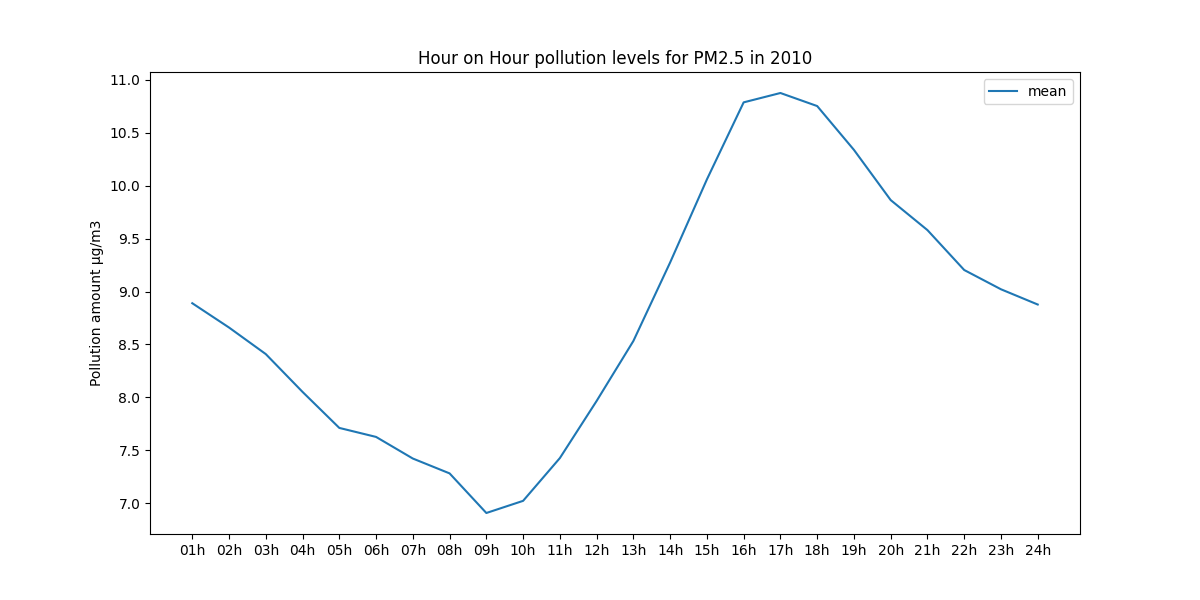 Hour on Hour pollution levels for PM2.5 in 2010
mean
Pollution amount µg/m3
11.0
10.5
10.0
9.5
9.0
8.5
8.0
7.5
7.0
01h 02h 03h 04h 05h 06h 07h 08h 09h 10h 11h 12h 13h 14h 15h 16h 17h 18h 19h 20h 21h 22h 23h 24h